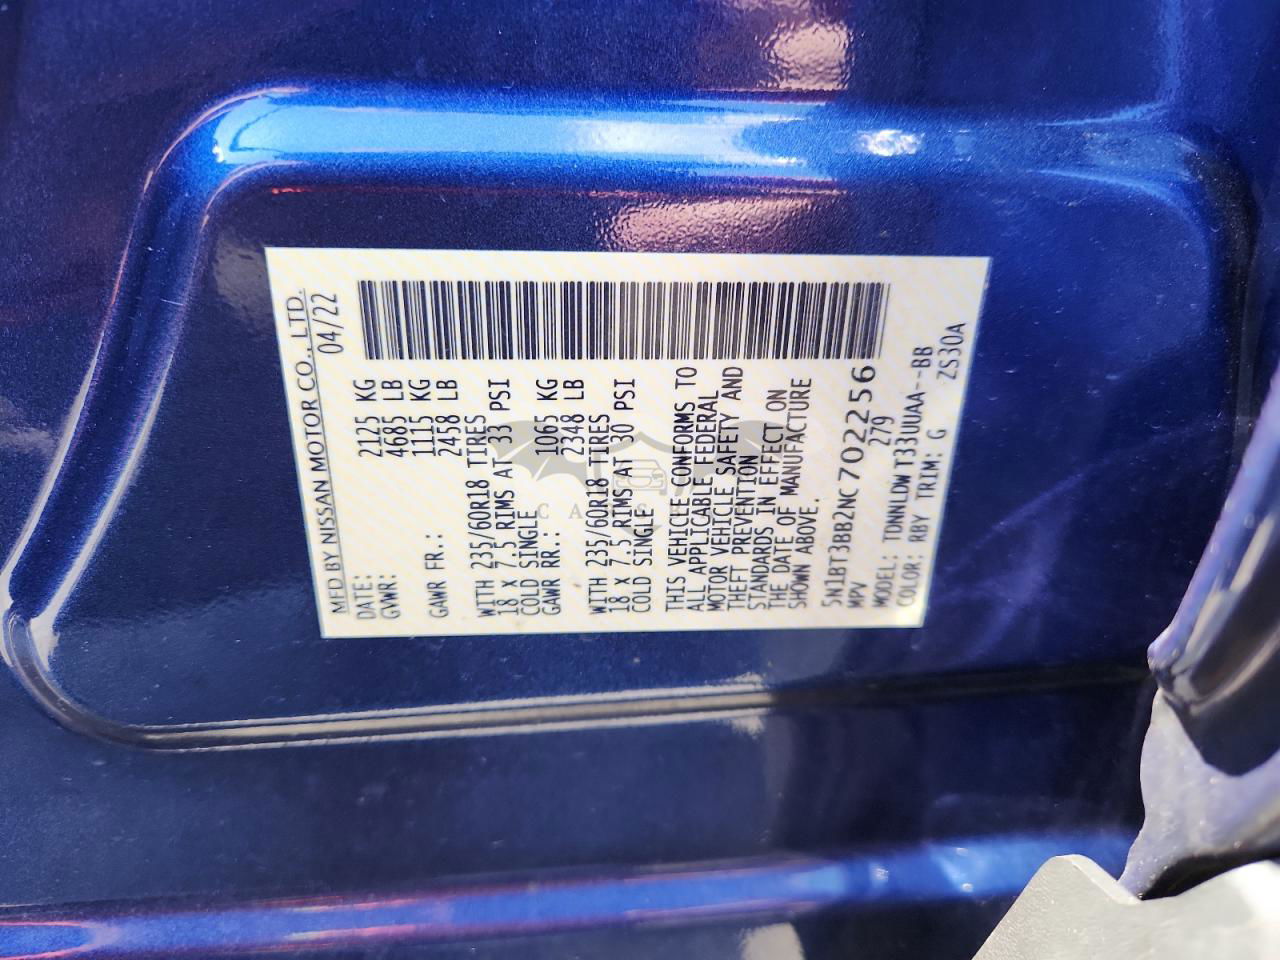 MFD BY NISSAN MOTOR CO., LTD.
DATE: 04/22
GVWR: 2125 KG
4685 LB
GAWR FR.: 1115 KG
2458 LB
WITH 235/60R18 TIRES
18 X 7.5 RIMS AT 33 PSI
COLD SINGLE
GAWR RR.: 1065 KG
2348 LB
WITH 235/60R18 TIRES
18 X 7.5 RIMS AT 30 PSI
COLD SINGLE
THIS VEHICLE CONFORMS TO
ALL APPLICABLE FEDERAL
MOTOR VEHICLE SAFETY AND
THEFT PREVENTION
STANDARDS IN EFFECT ON
THE DATE OF MANUFACTURE
SHOWN ABOVE.
5N1BT3BB2NC702256
MPV 279
MODEL: TDNNLDWT33UUAA--BB
COLOR: RBY TRIM: G ZS30A